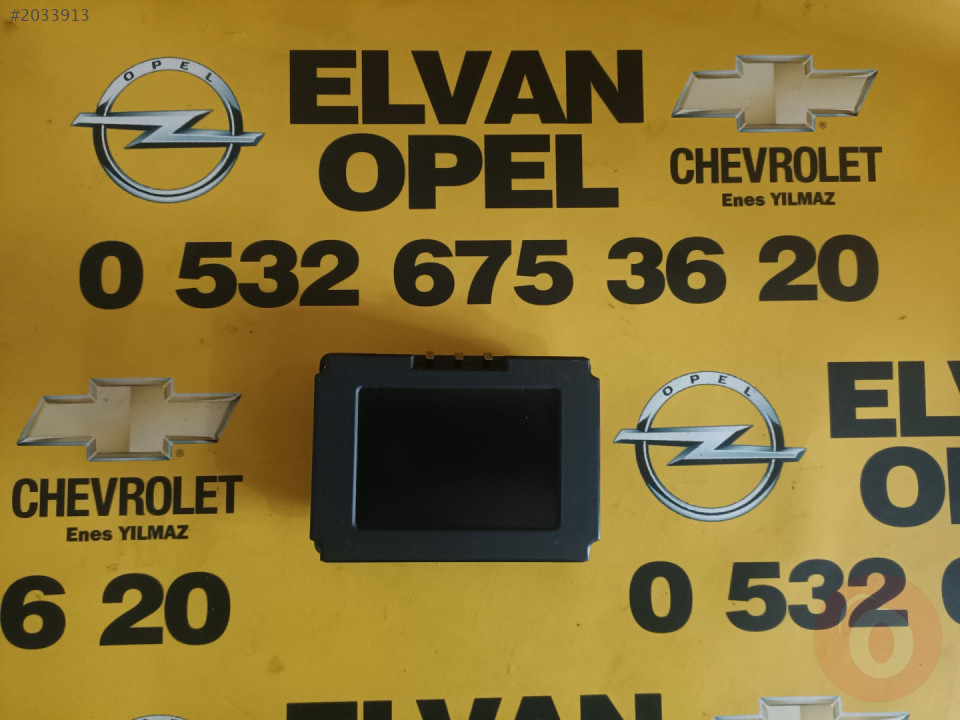 #2033913
OPEL
ELVAN
OPEL
CHEVROLET
Enes YILMAZ
0 532 675 36 20
CHEVROLET
Enes YILMAZ
OPEL
EL
O
6 20
0 532
ELVAN